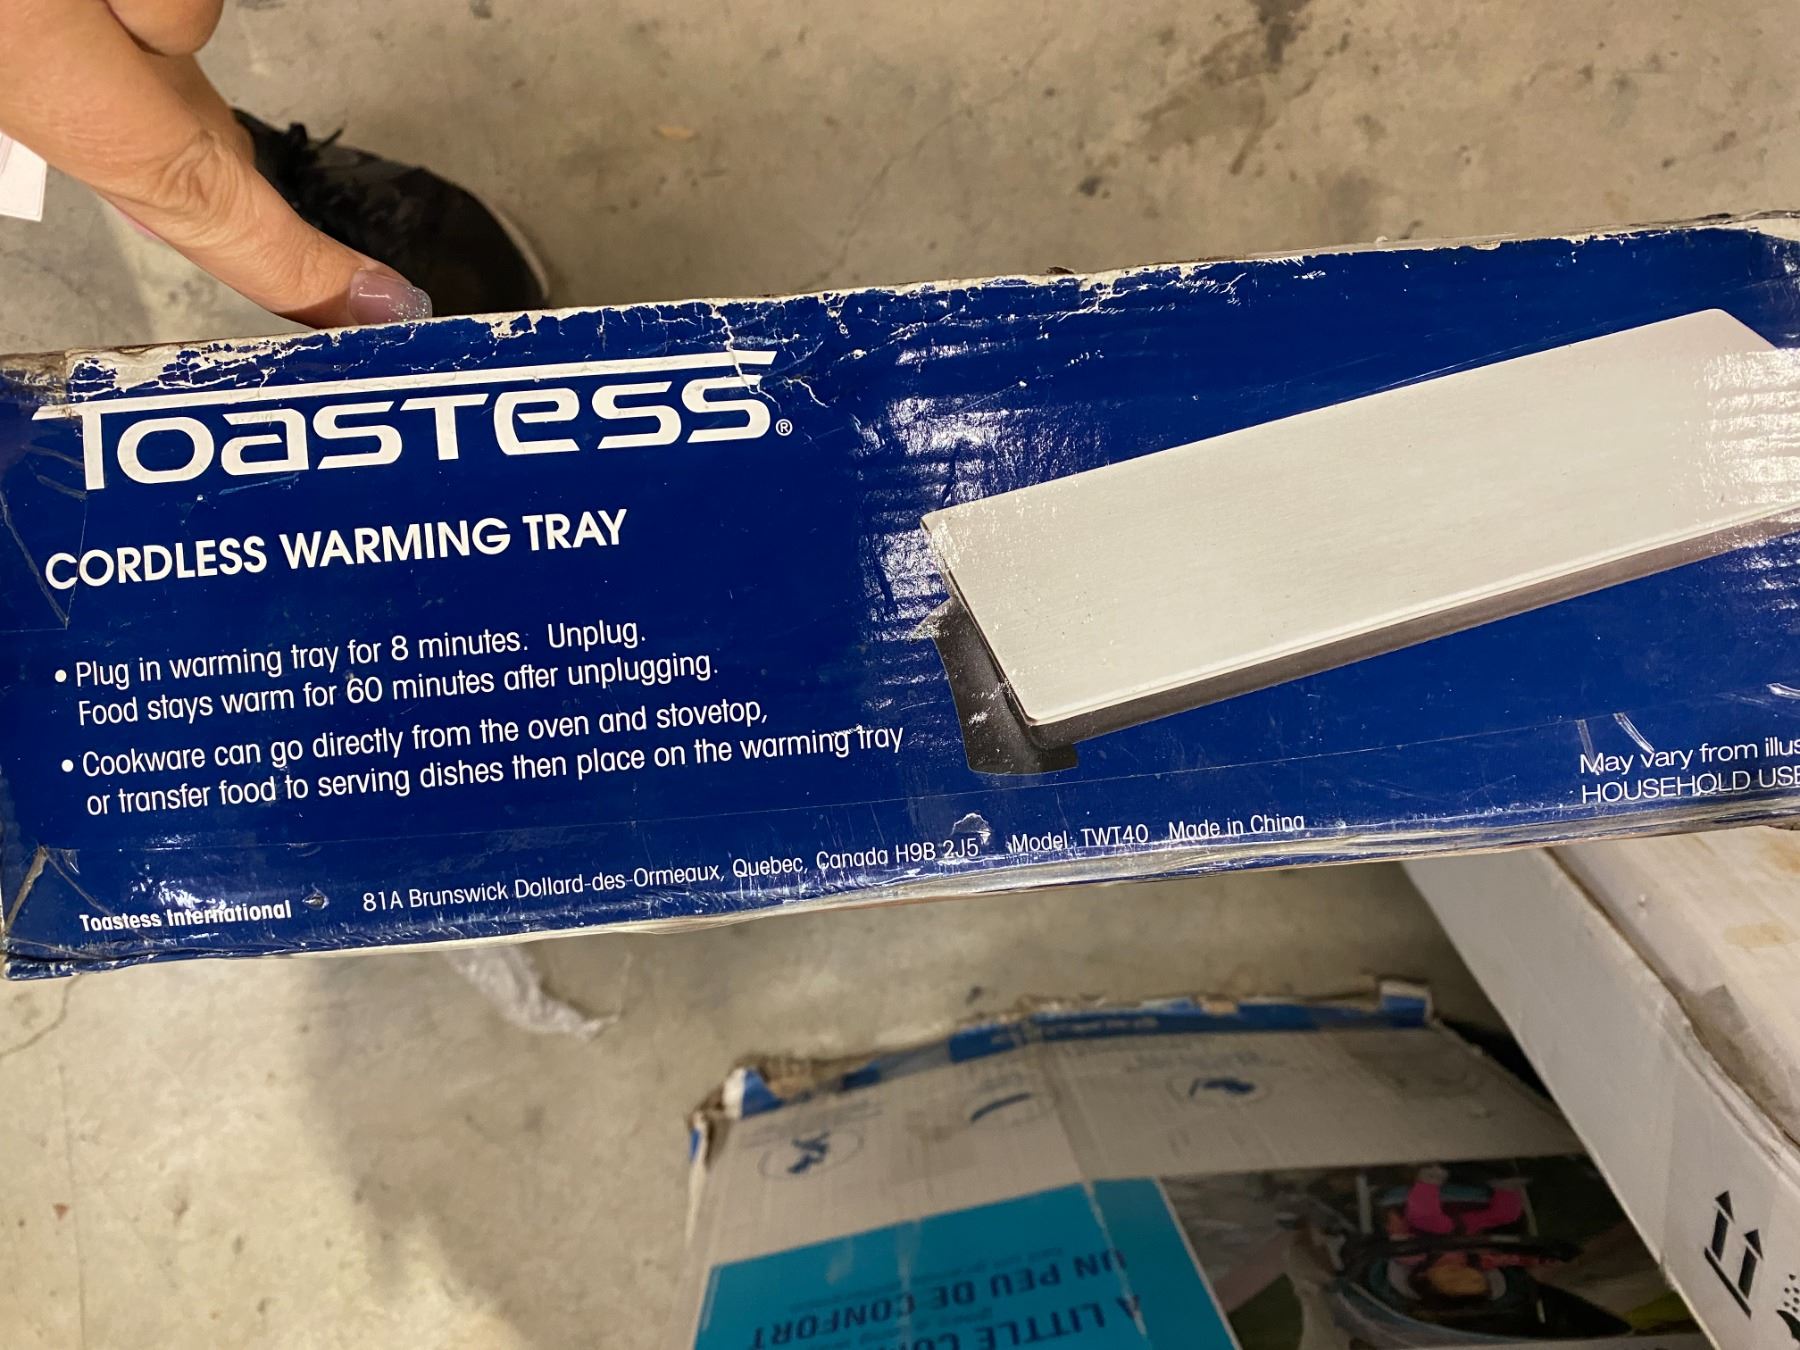 Toastess®
CORDLESS WARMING TRAY
• Plug in warming tray for 8 minutes. Unplug.
Food stays warm for 60 minutes after unplugging.
• Cookware can go directly from the oven and stovetop,
or transfer food to serving dishes then place on the warming tray
May vary from
HOUSEHOLD USE
Toastess International 81A Brunswick Dollard-des-Ormeaux, Quebec, Canada H9B 2J5 Model: TWT40 Made in China
A LITTLE
UN PEU DE CONFORT